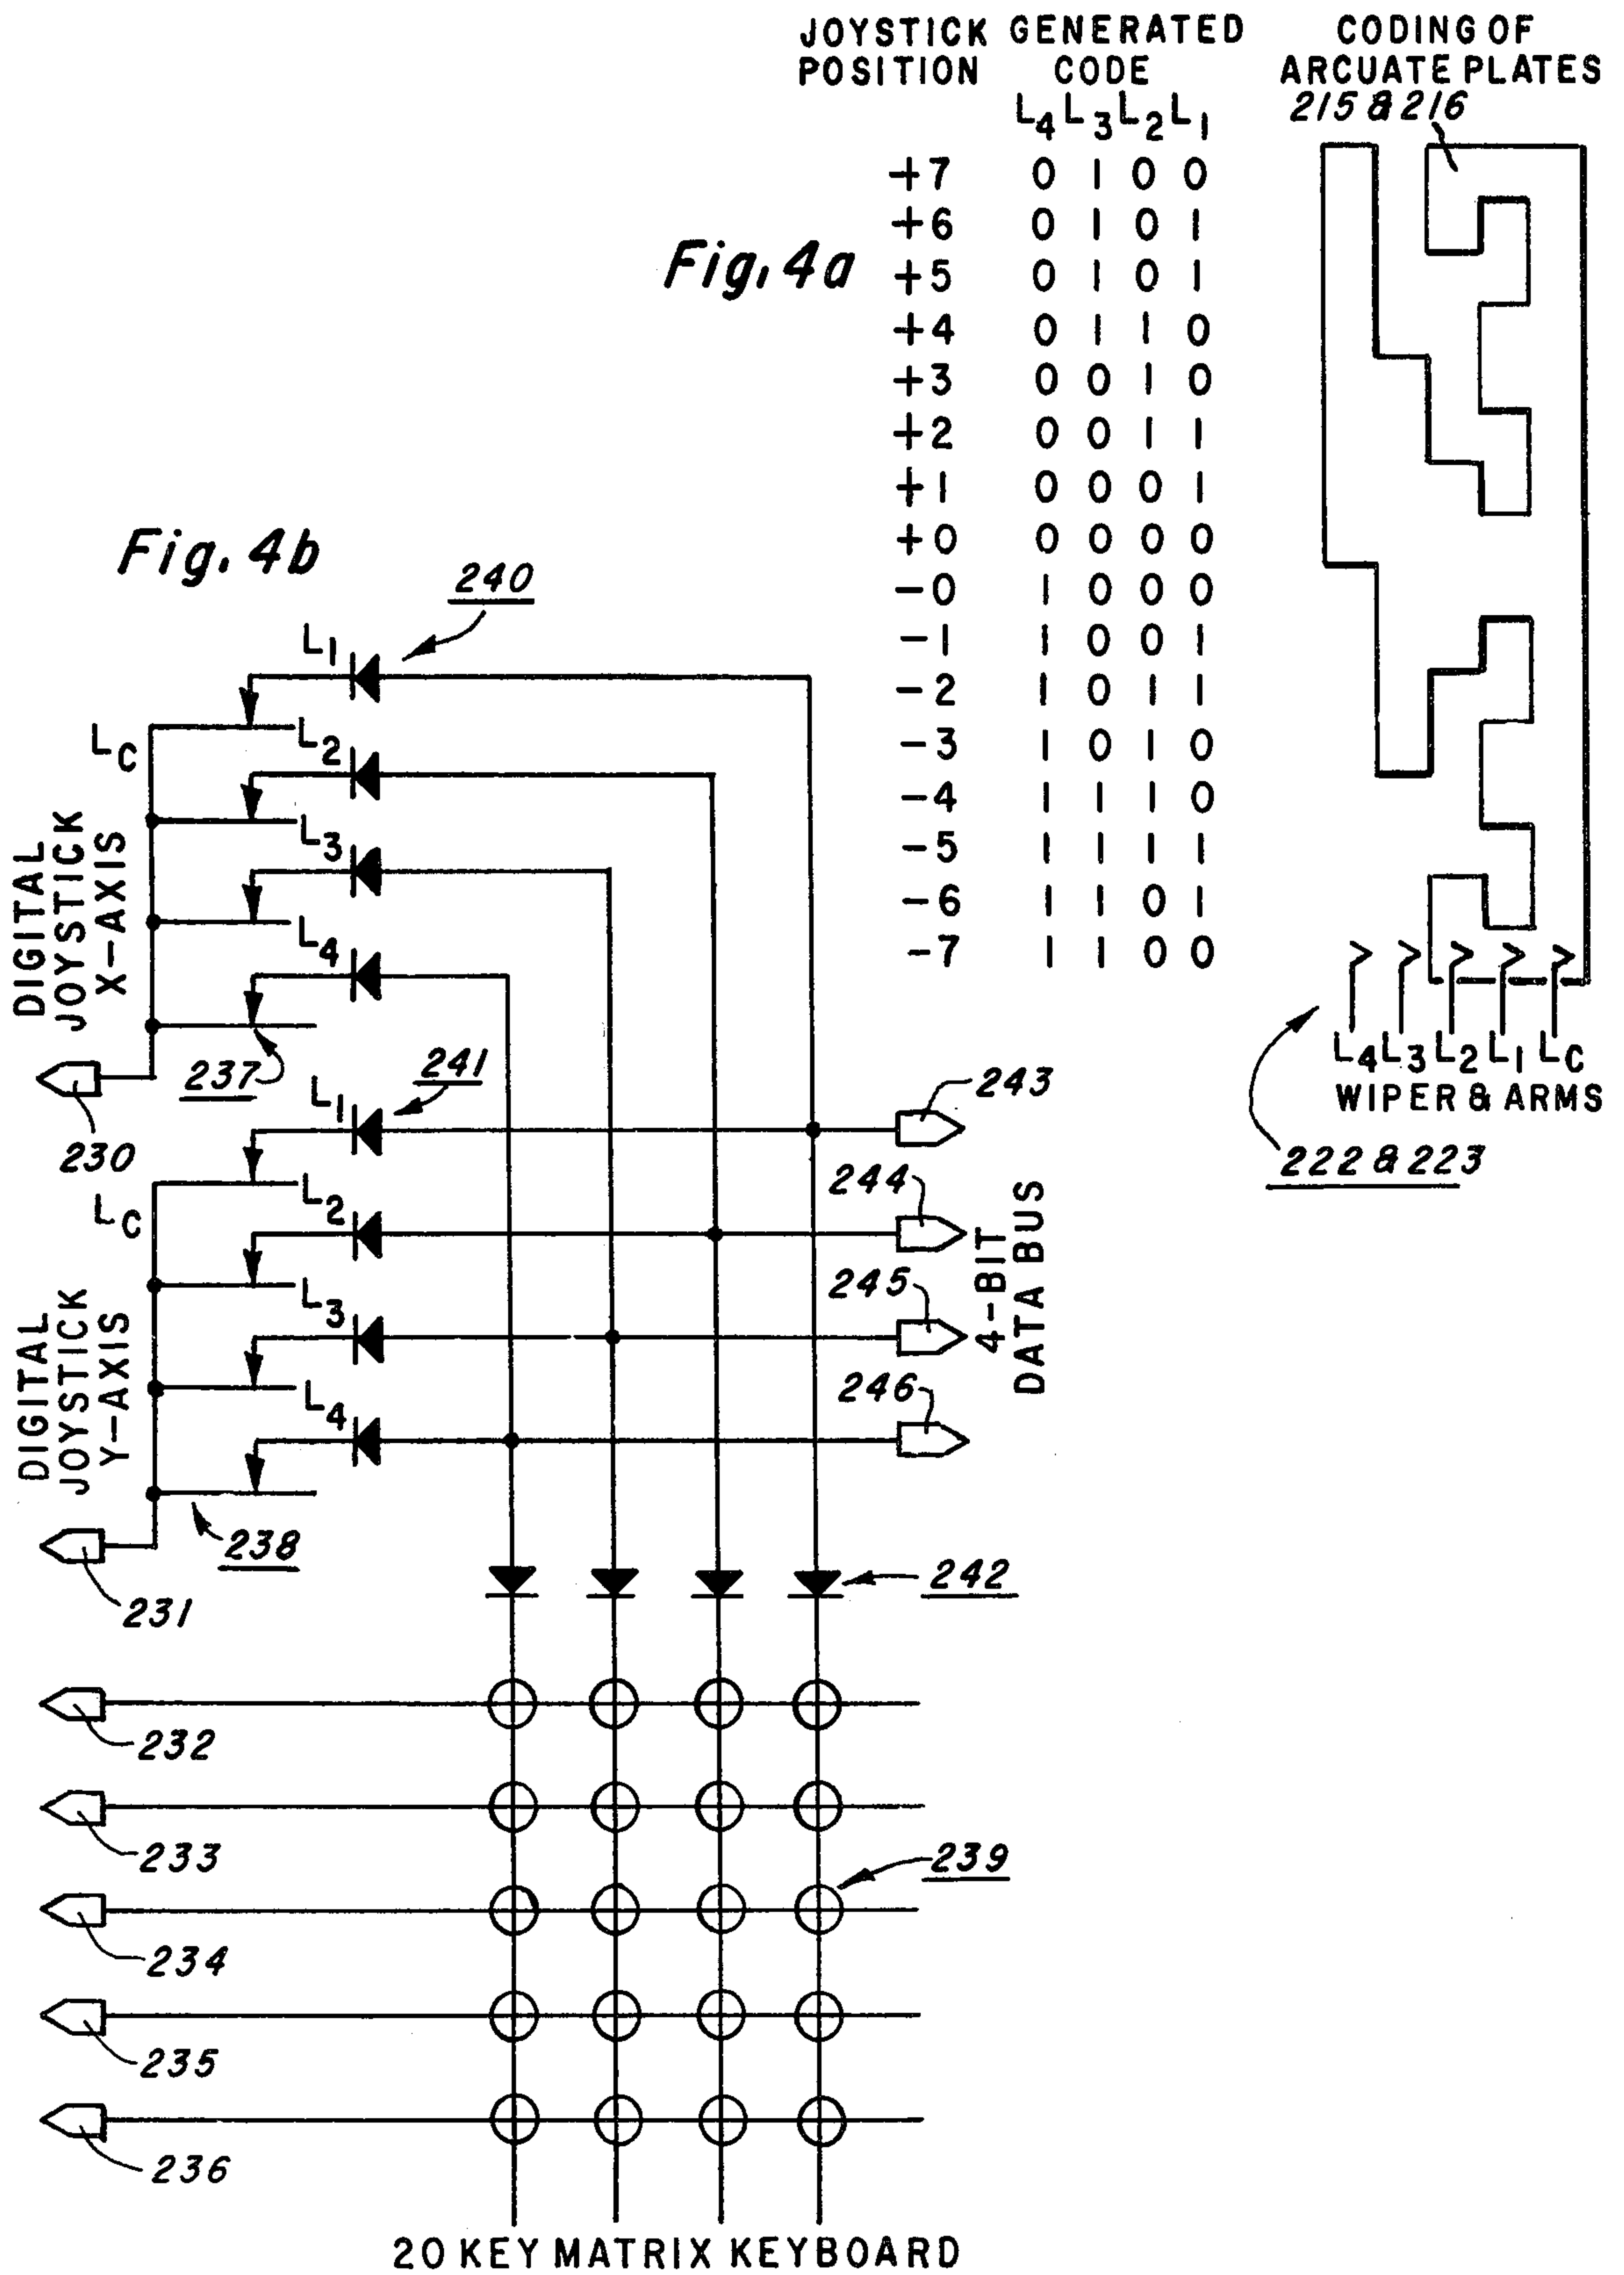 JOYSTICK POSITION
GENERATED CODE
CODING OF ARCUATE PLATES
215 & 216
L4 L3 L2 L1
+7 0 1 0 0
+6 0 1 0 1
+5 0 1 0 1
+4 0 1 1 0
+3 0 0 1 0
+2 0 0 1 1
+1 0 0 0 1
+0 0 0 0 0
-0 1 0 0 0
-1 1 0 0 1
-2 1 0 1 1
-3 1 0 1 0
-4 1 1 1 0
-5 1 1 1 1
-6 1 1 0 1
-7 1 1 0 0
L4 L3 L2 L1 LC
WIPER & ARMS
222 & 223
Fig. 4a
Fig. 4b
240
L1
LC
L2
L3
L4
DIGITAL
JOYSTICK
X-AXIS
237
230
241
L1
LC
L2
L3
L4
DIGITAL
JOYSTICK
Y-AXIS
238
231
243
244
245
246
4-BIT
DATA BUS
242
232
233
239
234
235
236
20 KEY MATRIX KEYBOARD